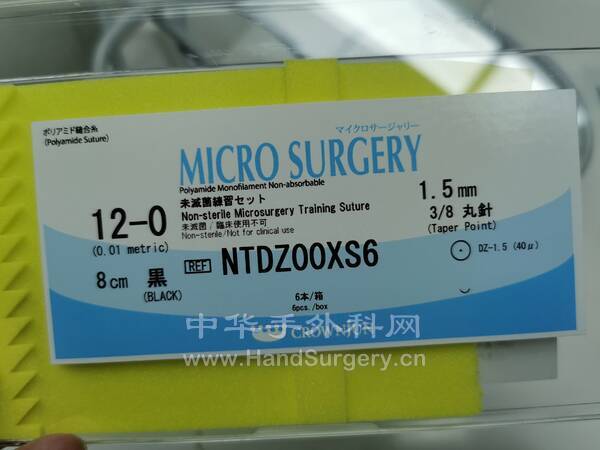 ポリアミド縫合糸
(Polyamide Suture)
マイクロサージャリー
MICRO SURGERY
Polyamide Monofilament Non-absorbable
12-0
(0.01 metric)
未滅菌練習セット
Non-sterile Microsurgery Training Suture
未滅菌/臨床使用不可
Non-sterile/Not for clinical use
1.5mm
3/8 丸針
(Taper Point)
8cm 黒
(BLACK)
REF NTDZ00XS6
DZ-1.5 (40μ)
6本/箱
6pcs./box
CROWNJUN
中华手外科网
www.HandSurgery.cn